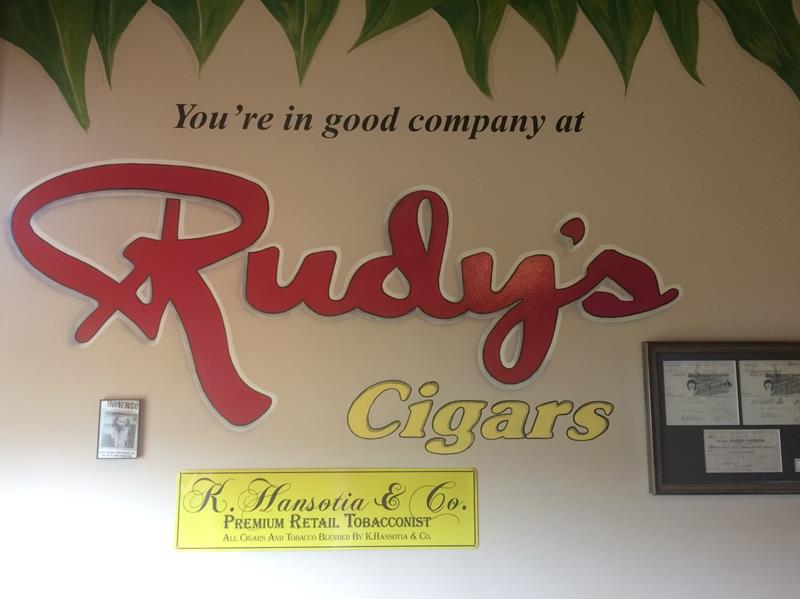 You're in good company at
Rudy's
Cigars
INMENSO
K. Hansotia & Co.
PREMIUM RETAIL TOBACCONIST
ALL CIGARS AND TOBACCO BLENDED BY K.HANSOTIA & CO.